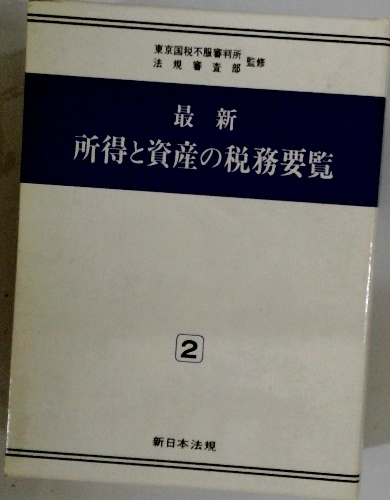 東京国税不服審判所
法規審査部 監修
最新
所得と資産の税務要覧
2
新日本法規